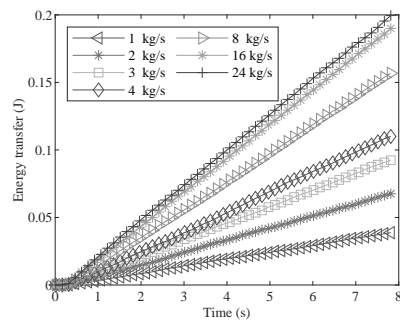 0.2
0.15
0.1
0.05
0
Energy transfer (J)
1 kg/s
2 kg/s
3 kg/s
4 kg/s
8 kg/s
16 kg/s
24 kg/s
0 1 2 3 4 5 6 7 8
Time (s)